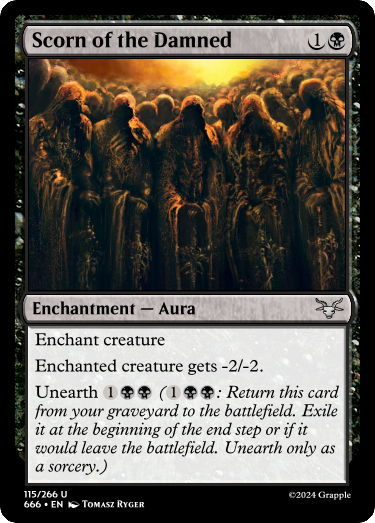 Scorn of the Damned 1
Enchantment — Aura
Enchant creature
Enchanted creature gets -2/-2.
Unearth 1 (1: Return this card
from your graveyard to the battlefield. Exile
it at the beginning of the end step or if it
would leave the battlefield. Unearth only as
a sorcery.)
115/266 U
666 • EN Tomasz Ryger
©2024 Grapple